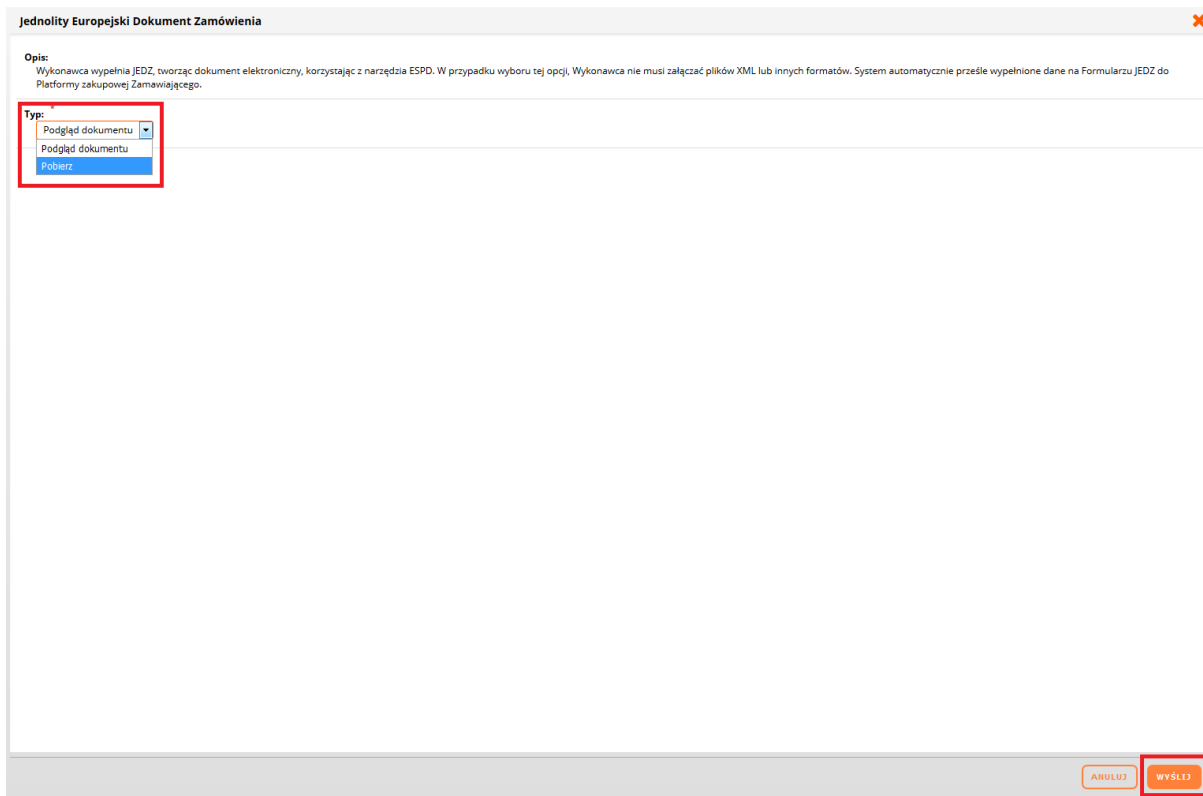 Jednolity Europejski Dokument Zamówienia
Opis:
Wykonawca wypełnia JEDZ, tworząc dokument elektroniczny, korzystając z narzędzia ESPD. W przypadku wyboru tej opcji, Wykonawca nie musi załączać plików XML lub innych formatów. System automatycznie prześle wypełnione dane na Formularzu JEDZ do
Platformy zakupowej Zamawiającego.
Typ: *
Podgląd dokumentu
Podgląd dokumentu
Pobierz
ANULUJ
WYŚLIJ